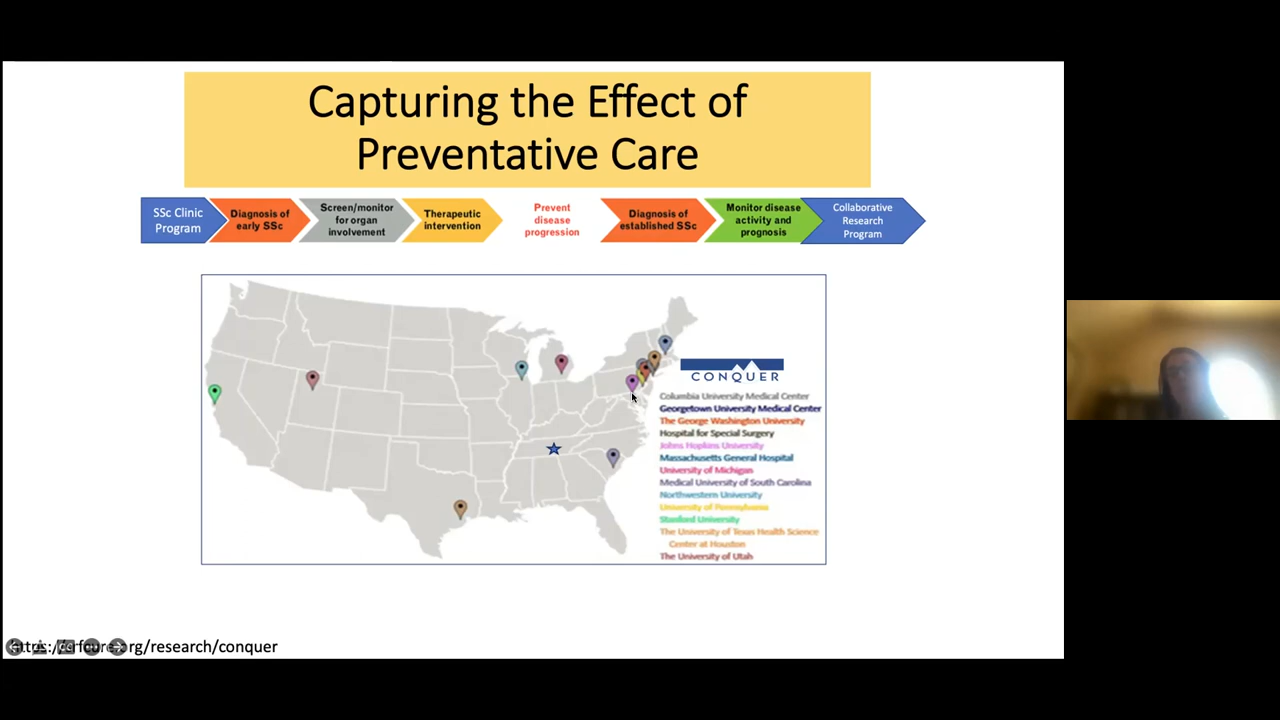 Capturing the Effect of
Preventative Care
SSc Clinic
Program
Diagnosis of
early SSc
Screen/monitor
for organ
involvement
Therapeutic
intervention
Prevent
disease
progression
Diagnosis of
established SSc
Monitor disease
activity and
prognosis
Collaborative
Research
Program
CONQUER
Columbia University Medical Center
Georgetown University Medical Center
The George Washington University
Hospital for Special Surgery
Johns Hopkins University
Massachusetts General Hospital
University of Michigan
Medical University of South Carolina
Northwestern University
University of Pennsylvania
Stanford University
The University of Texas Health Science
Center at Houston
The University of Utah
rg/research/conquer